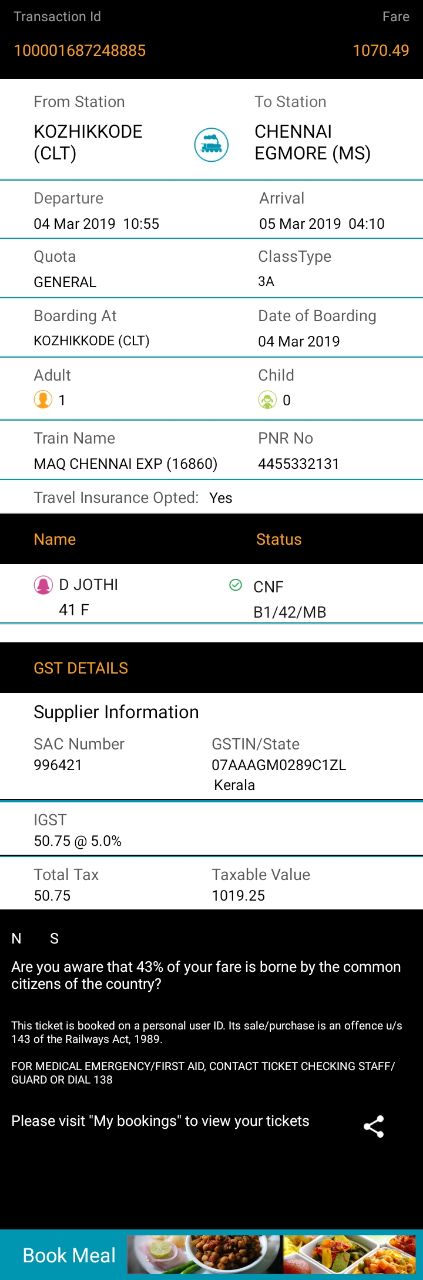 Transaction Id Fare
100001687248885 1070.49
From Station To Station
KOZHIKKODE CHENNAI
(CLT) EGMORE (MS)
Departure Arrival
04 Mar 2019 10:55 05 Mar 2019 04:10
Quota ClassType
GENERAL 3A
Boarding At Date of Boarding
KOZHIKKODE (CLT) 04 Mar 2019
Adult Child
1 0
Train Name PNR No
MAQ CHENNAI EXP (16860) 4455332131
Travel Insurance Opted: Yes
Name Status
D JOTHI CNF
41 F B1/42/MB
GST DETAILS
Supplier Information
SAC Number GSTIN/State
996421 07AAAGM0289C1ZL
Kerala
IGST
50.75 @ 5.0%
Total Tax Taxable Value
50.75 1019.25
N S
Are you aware that 43% of your fare is borne by the common
citizens of the country?
This ticket is booked on a personal user ID. Its sale/purchase is an offence u/s
143 of the Railways Act, 1989.
FOR MEDICAL EMERGENCY/FIRST AID, CONTACT TICKET CHECKING STAFF/
GUARD OR DIAL 138
Please visit "My bookings" to view your tickets
Book Meal